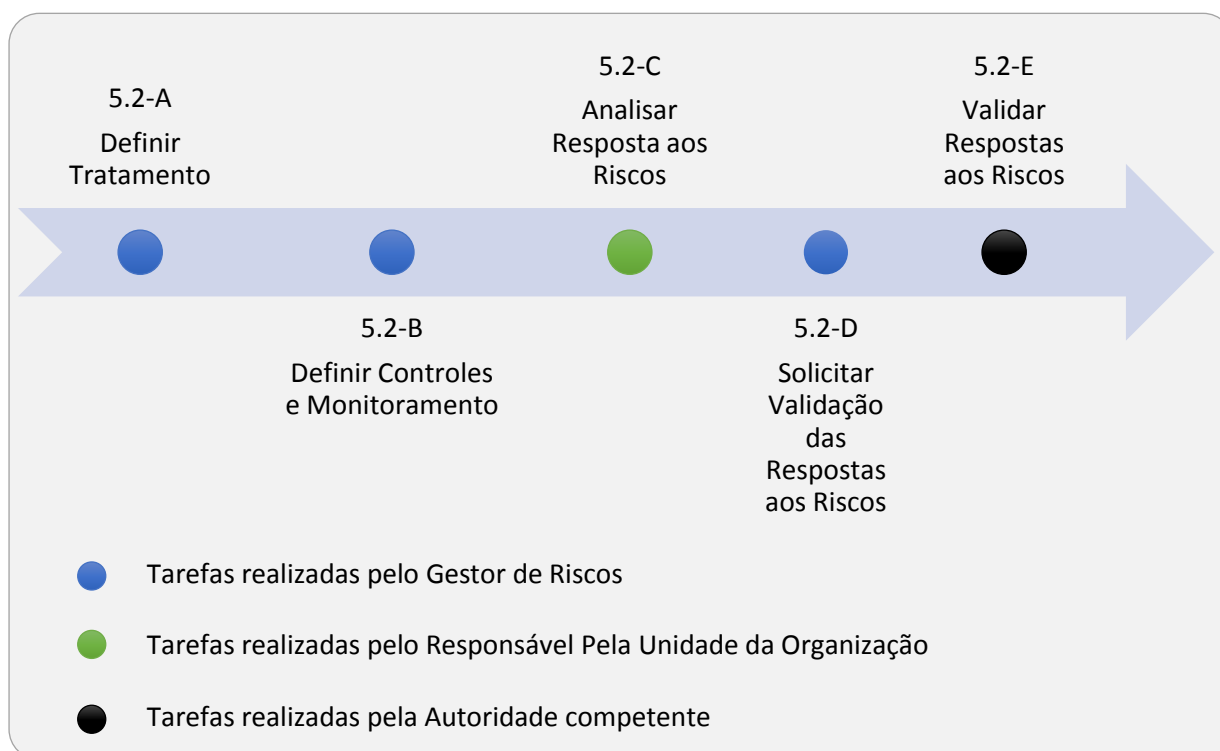 5.2-A
Definir
Tratamento
5.2-B
Definir Controles
e Monitoramento
5.2-C
Analisar
Resposta aos
Riscos
5.2-D
Solicitar
Validação
das
Respostas
aos Riscos
5.2-E
Validar
Respostas
aos Riscos
Tarefas realizadas pelo Gestor de Riscos
Tarefas realizadas pelo Responsável Pela Unidade da Organização
Tarefas realizadas pela Autoridade competente